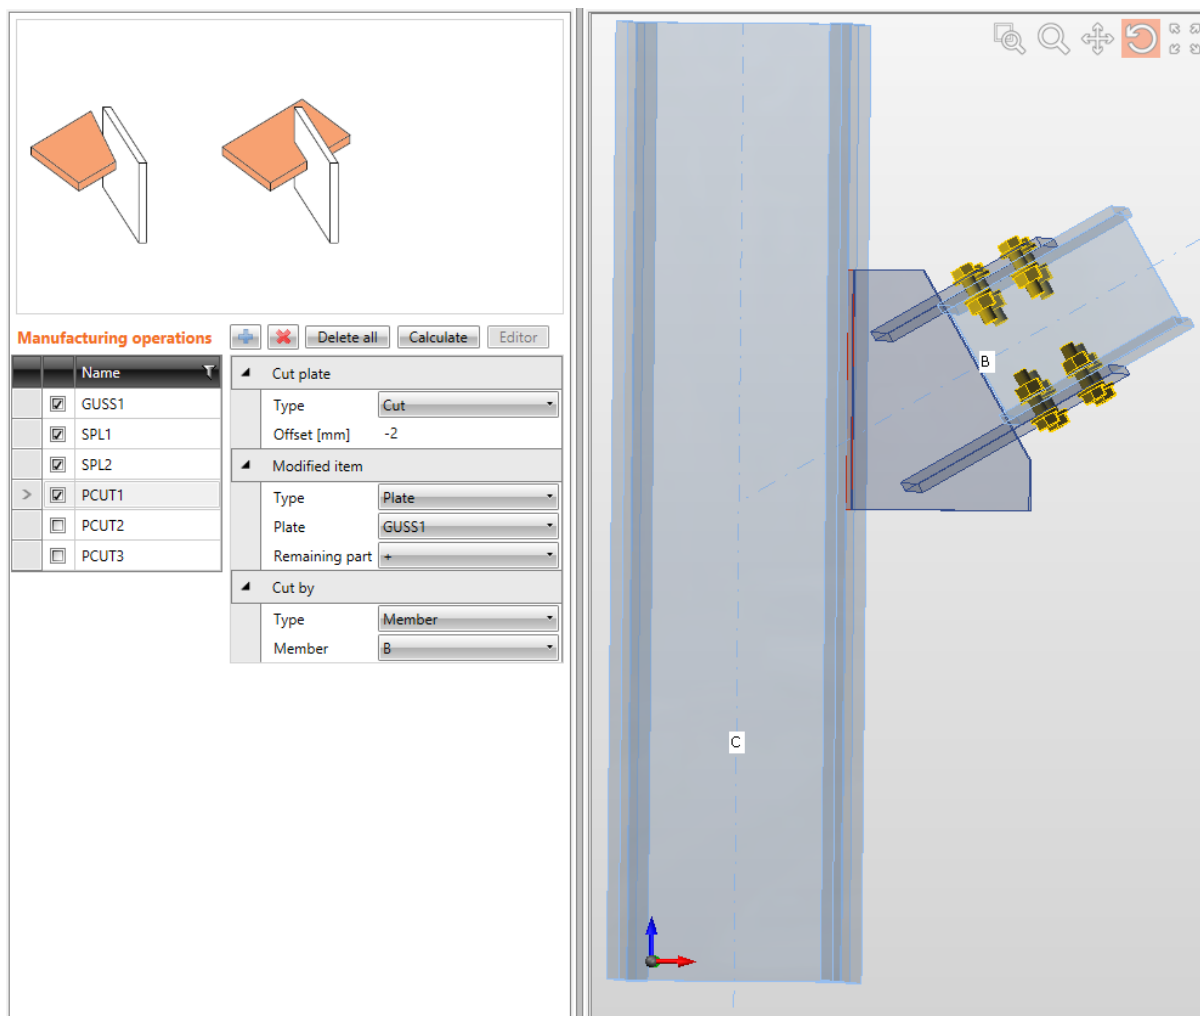 Manufacturing operations
Delete all
Calculate
Editor
Name
GUSS1
SPL1
SPL2
> PCUT1
PCUT2
PCUT3
Cut plate
Type Cut
Offset [mm] -2
Modified item
Type Plate
Plate GUSS1
Remaining part +
Cut by
Type Member
Member B
B
C